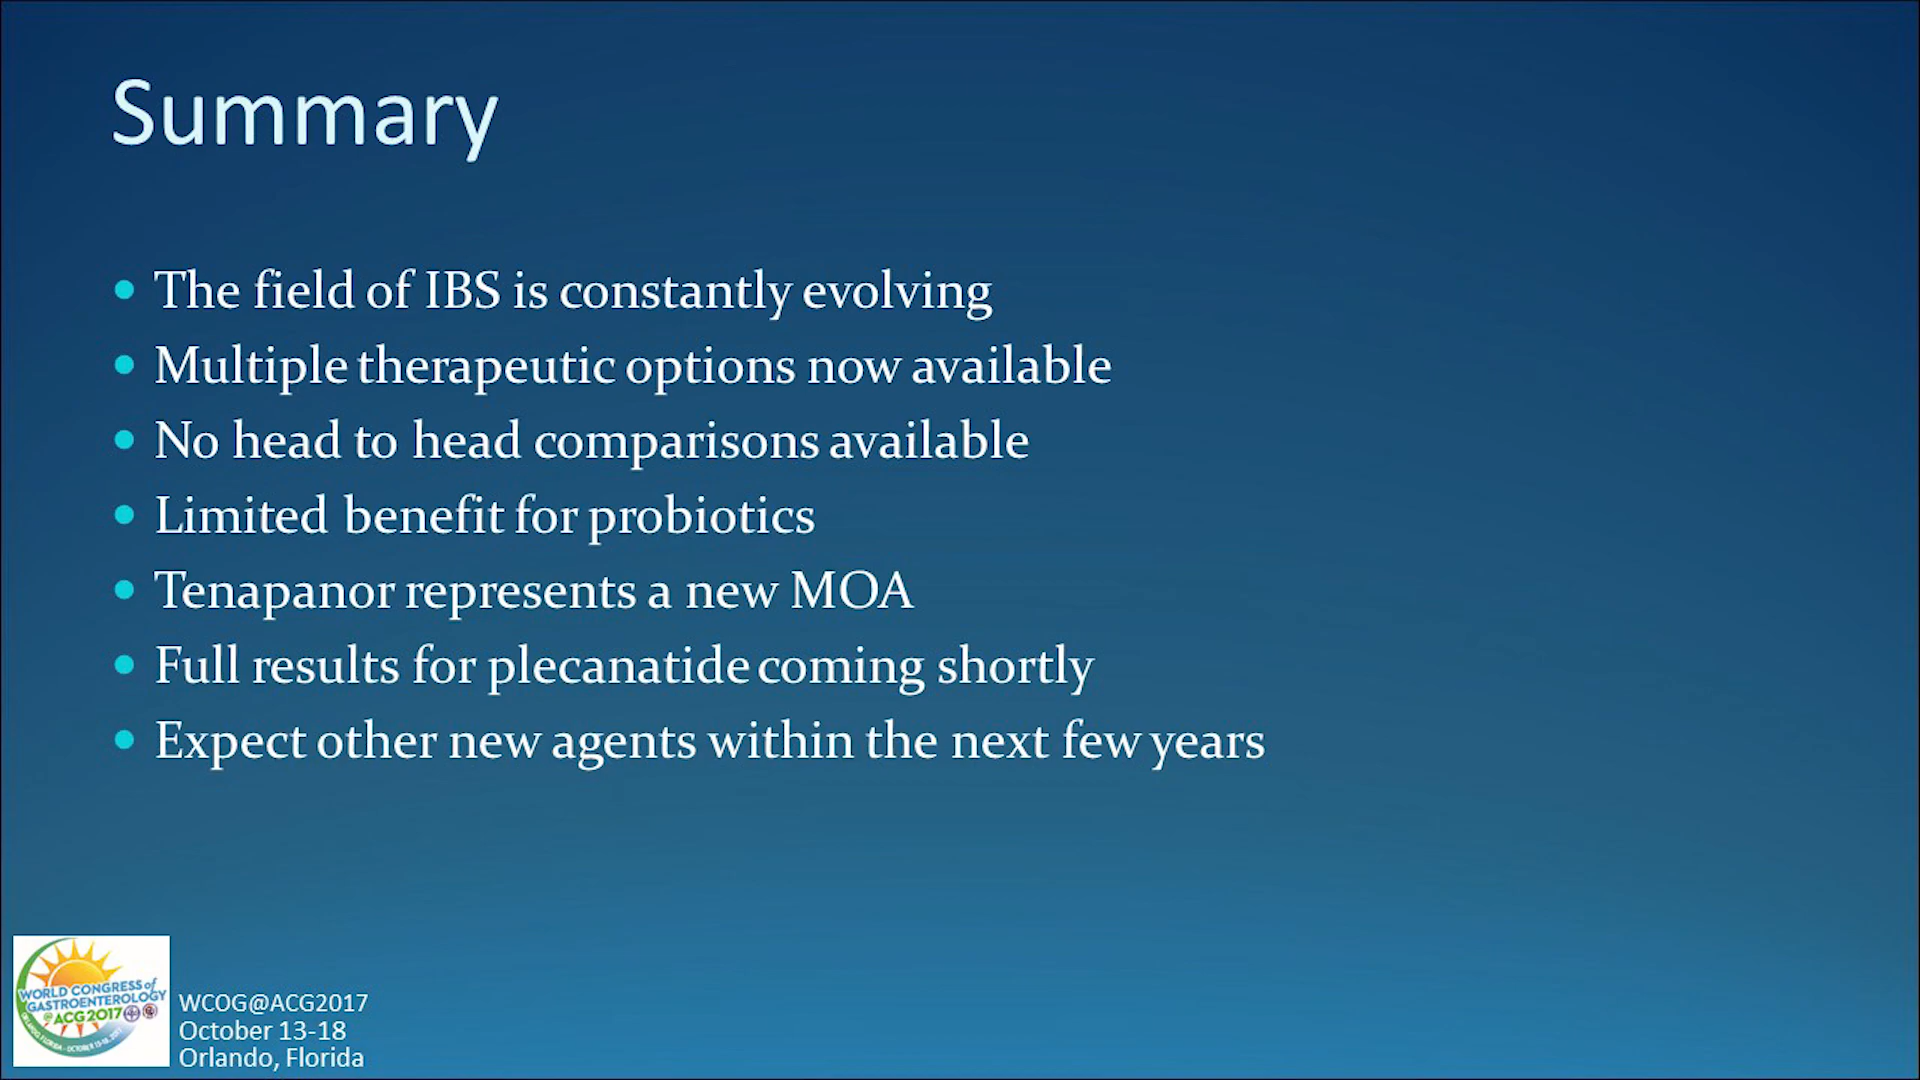 Summary
The field of IBS is constantly evolving
Multiple therapeutic options now available
No head to head comparisons available
Limited benefit for probiotics
Tenapanor represents a new MOA
Full results for plecanatide coming shortly
Expect other new agents within the next few years
WORLD CONGRESS of
GASTROENTEROLOGY
@ ACG2017
WCOG@ACG2017
October 13-18
Orlando, Florida